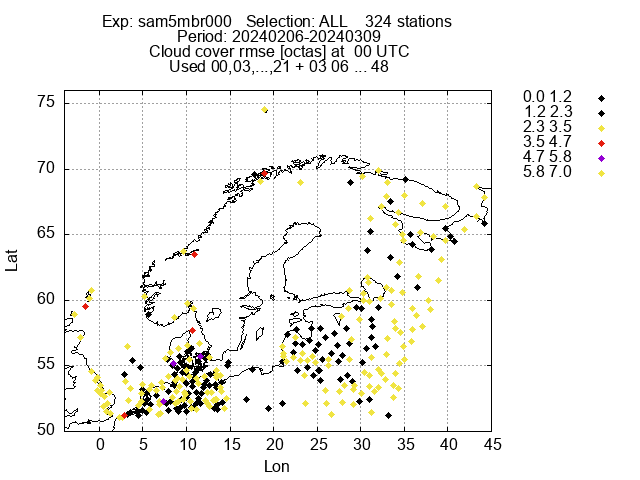 Exp: sam5mbr000 Selection: ALL 324 stations
Period: 20240206-20240309
Cloud cover rmse [octas] at 00 UTC
Used 00,03,...,21 + 03 06 ... 48
0.0 1.2
1.2 2.3
2.3 3.5
3.5 4.7
4.7 5.8
5.8 7.0
75
70
65
60
55
50
Lat
0 5 10 15 20 25 30 35 40 45
Lon